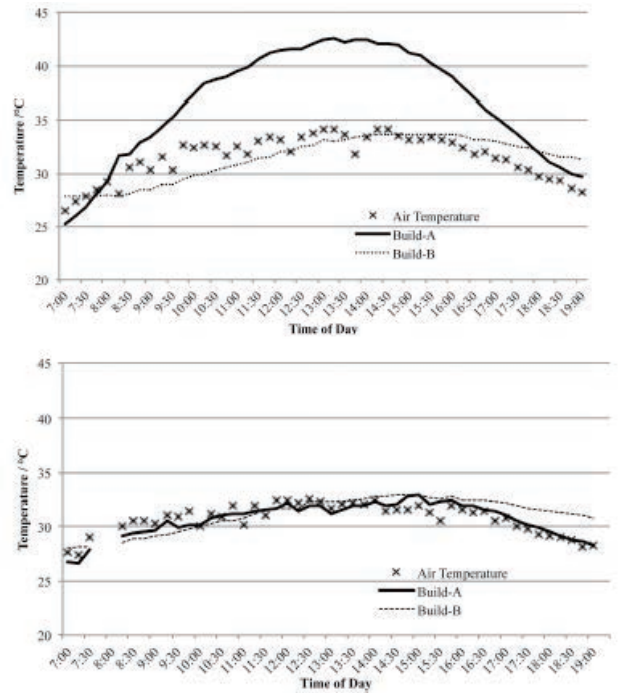 45
40
35
30
25
20
Temperature /°C
× Air Temperature
Build-A
Build-B
7:00 7:30 8:00 8:30 9:00 9:30 10:00 10:30 11:00 11:30 12:00 12:30 13:00 13:30 14:00 14:30 15:00 15:30 16:00 16:30 17:00 17:30 18:00 18:30 19:00
Time of Day
45
40
35
30
25
20
Temperature / °C
× Air Temperature
Build-A
Build-B
7:00 7:30 8:00 8:30 9:00 9:30 10:00 10:30 11:00 11:30 12:00 12:30 13:00 13:30 14:00 14:30 15:00 15:30 16:00 16:30 17:00 17:30 18:00 18:30 19:00
Time of Day